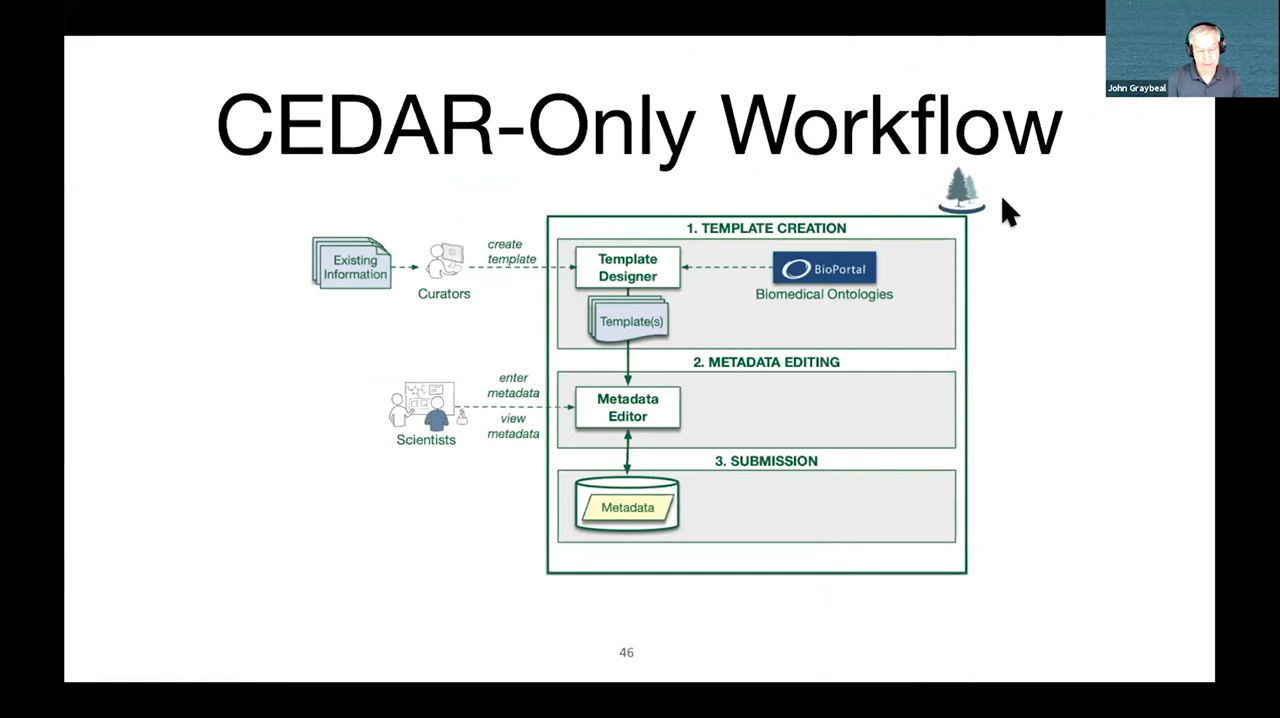 John Graybeal
CEDAR-Only Workflow
1. TEMPLATE CREATION
Existing
Information
Curators
create
template
Template
Designer
BioPortal
Biomedical Ontologies
Template(s)
2. METADATA EDITING
Scientists
enter
metadata
view
metadata
Metadata
Editor
3. SUBMISSION
Metadata
46